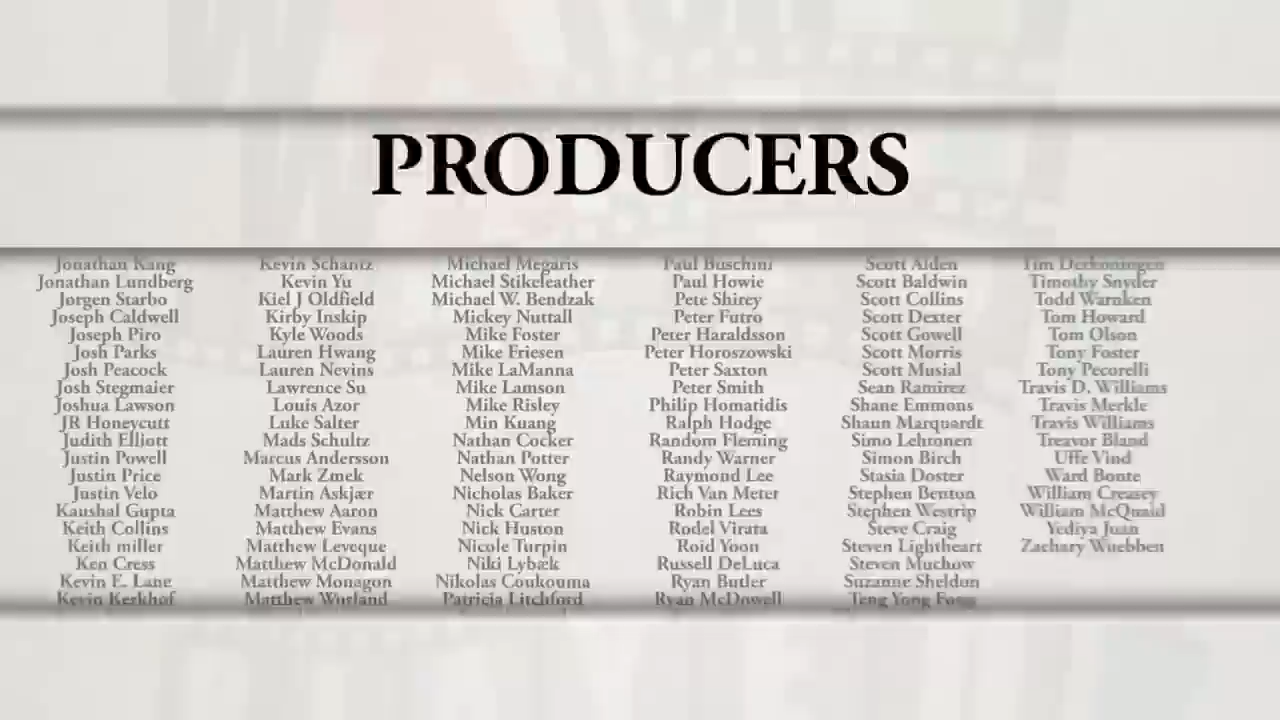 PRODUCERS
Jonathan Kang
Jonathan Lundberg
Jørgen Starbo
Joseph Caldwell
Joseph Piro
Josh Parks
Josh Peacock
Josh Stegmaier
Joshua Lawson
JR Honeycutt
Judith Elliott
Justin Powell
Justin Price
Justin Velo
Kaushal Gupta
Keith Collins
Keith miller
Ken Cress
Kevin E. Lane
Kevin Kerkhof
Kevin Schantz
Kevin Yu
Kiel J Oldfield
Kirby Inskip
Kyle Woods
Lauren Hwang
Lauren Nevins
Lawrence Su
Louis Azor
Luke Salter
Mads Schultz
Marcus Andersson
Mark Zmek
Martin Askjær
Matthew Aaron
Matthew Evans
Matthew Leveque
Matthew McDonald
Matthew Monagon
Matthew Wurland
Michael Megaris
Michael Stikeleather
Michael W. Bendzak
Mickey Nuttall
Mike Foster
Mike Friesen
Mike LaManna
Mike Lamson
Mike Risley
Min Kuang
Nathan Cocker
Nathan Potter
Nelson Wong
Nicholas Baker
Nick Carter
Nick Huston
Nicole Turpin
Niki Lybæk
Nikolas Coukouma
Patricia Litchford
Paul Buschini
Paul Howie
Pete Shirey
Peter Futro
Peter Haraldsson
Peter Horoszowski
Peter Saxton
Peter Smith
Philip Homatidis
Ralph Hodge
Random Fleming
Randy Warner
Raymond Lee
Rich Van Meter
Robin Lees
Rodel Virata
Roid Yoon
Russell DeLuca
Ryan Butler
Ryan McDowell
Scott Alden
Scott Baldwin
Scott Collins
Scott Dexter
Scott Gowell
Scott Morris
Scott Musial
Sean Ramirez
Shane Emmons
Shaun Marquardt
Simo Lehtonen
Simon Birch
Stasia Doster
Stephen Benton
Stephen Westrip
Steve Craig
Steven Lightheart
Steven Muchow
Suzanne Sheldon
Teng Yong Fong
Tim Derkoningen
Timothy Snyder
Todd Warnken
Tom Howard
Tom Olson
Tony Foster
Tony Pecorelli
Travis D. Williams
Travis Merkle
Travis Williams
Treavor Bland
Uffe Vind
Ward Bonte
William Creasey
William McQuaid
Yediya Juan
Zachary Wuebben